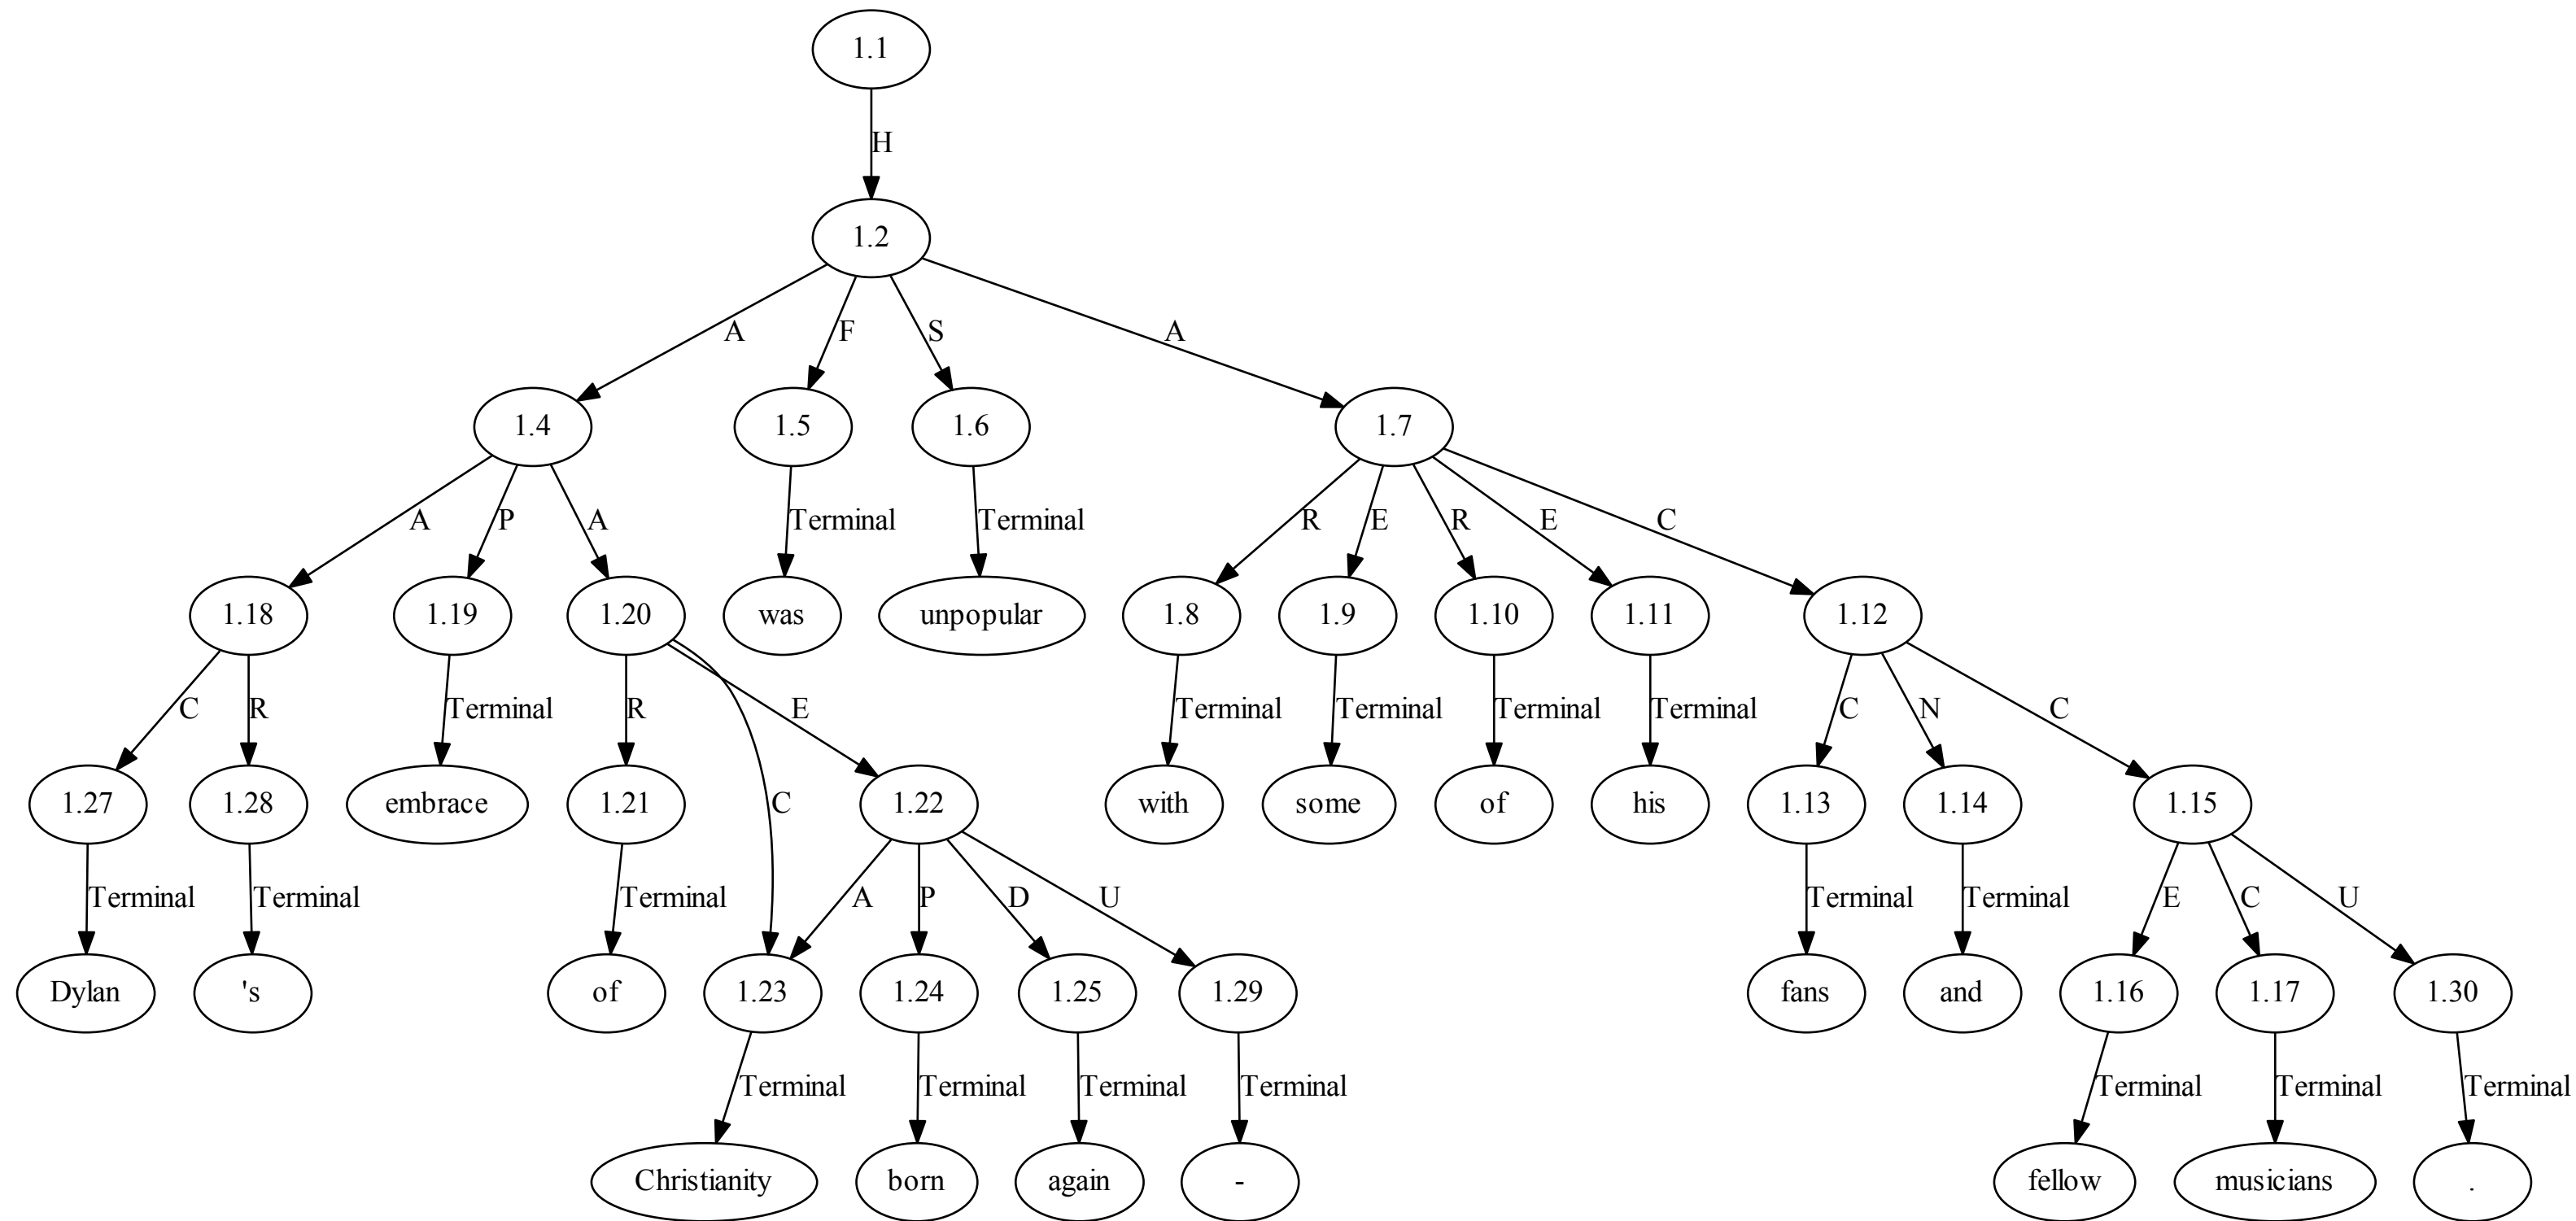 1.1
H
1.2
A F S A
1.4 1.5 1.6 1.7
A P A Terminal Terminal R E R E C
1.18 1.19 1.20 was unpopular 1.8 1.9 1.10 1.11 1.12
C R Terminal R E Terminal Terminal Terminal Terminal C N C
1.27 1.28 embrace 1.21 C 1.22 with some of his 1.13 1.14 1.15
Terminal Terminal Terminal A P D U Terminal Terminal E C U
Dylan 's of 1.23 1.24 1.25 1.29 fans and 1.16 1.17 1.30
Terminal Terminal Terminal Terminal Terminal Terminal Terminal
Christianity born again - fellow musicians .